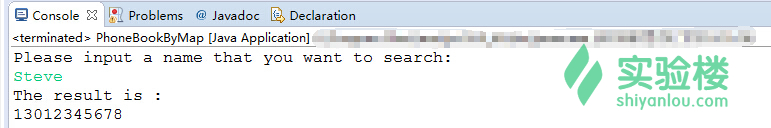 Console Problems @ Javadoc Declaration
<terminated> PhoneBookByMap [Java Application]
Please input a name that you want to search:
Steve
The result is :
13012345678
实验楼
shiyanlou.com